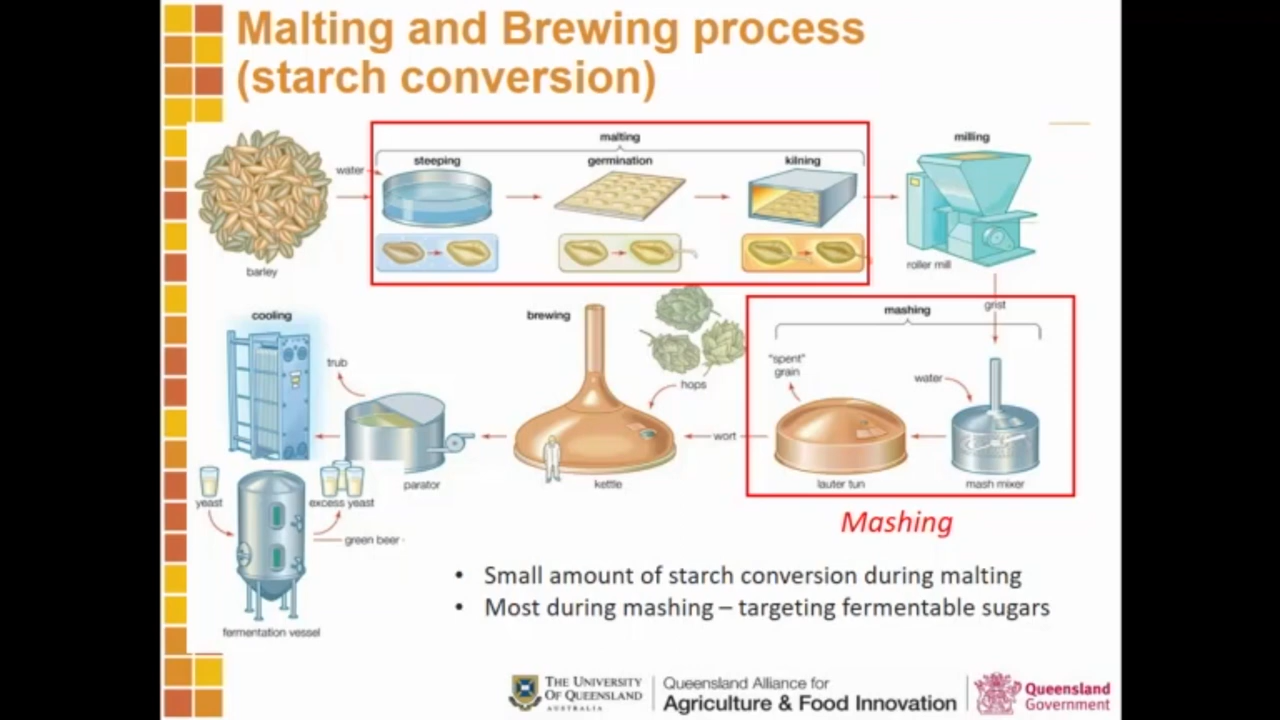 Malting and Brewing process
(starch conversion)
malting
milling
steeping
germination
kilning
water
barley
roller mill
grist
cooling
brewing
mashing
trub
"spent"
grain
water
hops
wort
parator
kettle
lauter tun
mash mixer
yeast
excess yeast
green beer
fermentation vessel
Mashing
• Small amount of starch conversion during malting
• Most during mashing – targeting fermentable sugars
THE UNIVERSITY
OF QUEENSLAND
AUSTRALIA
Queensland Alliance for
Agriculture & Food Innovation
Queensland
Government